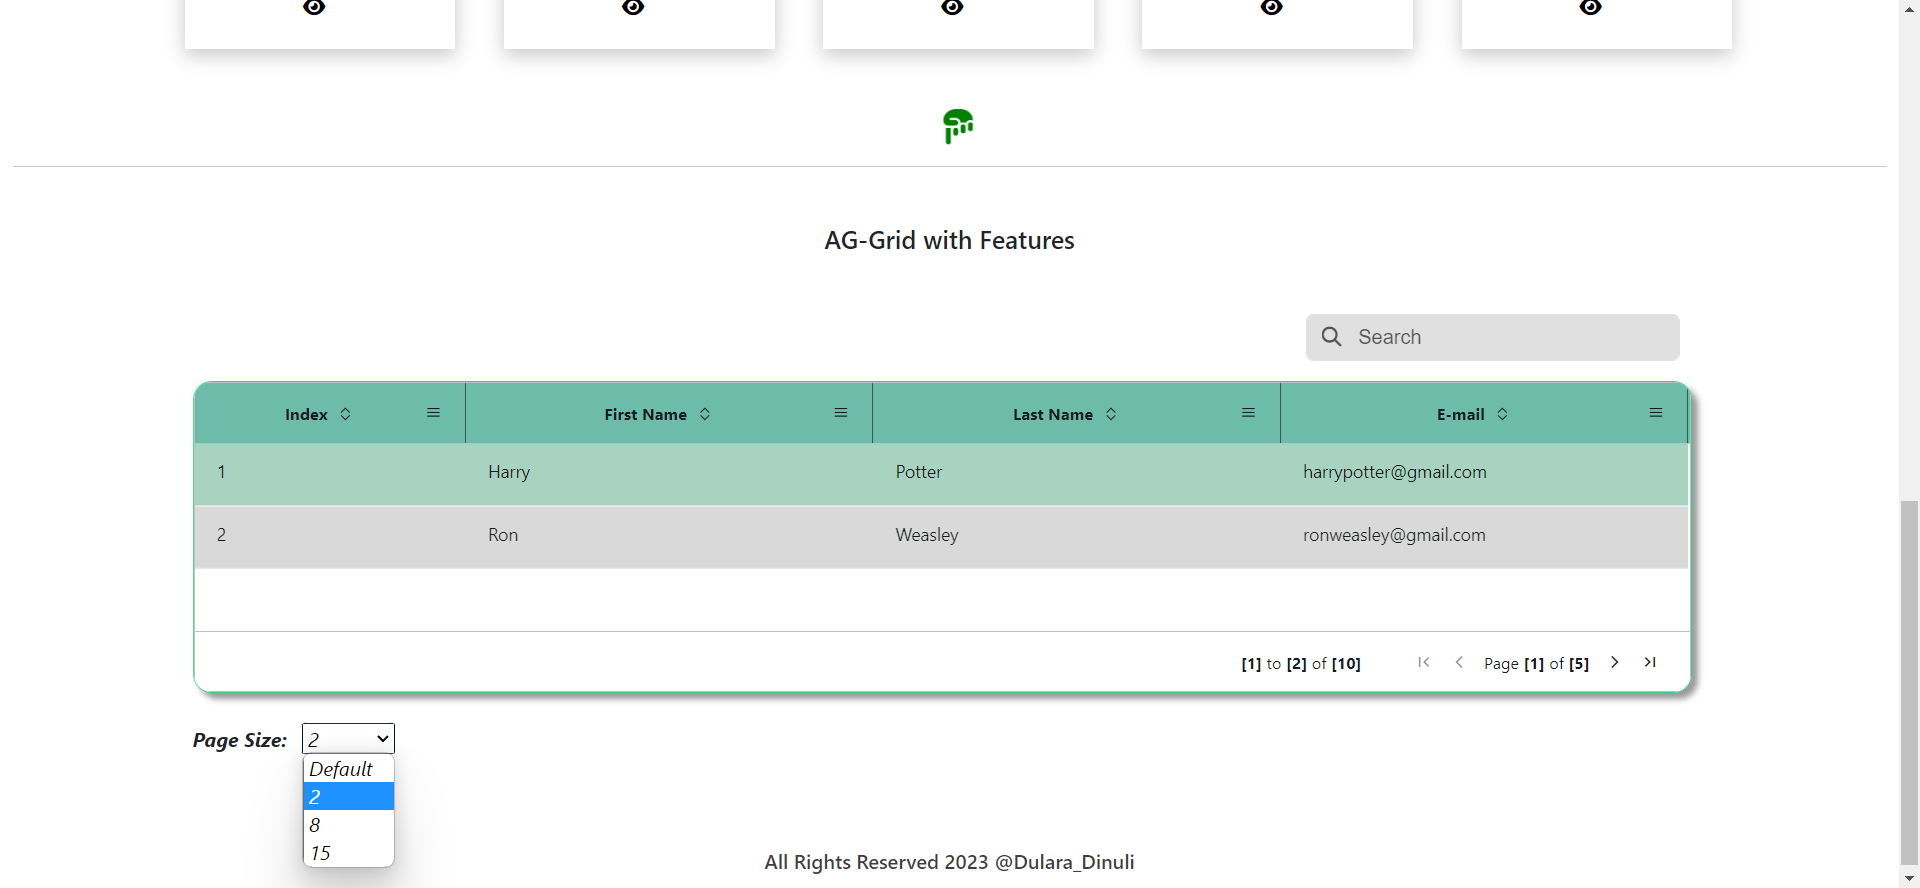 AG-Grid with Features
Search
Index First Name Last Name E-mail
1 Harry Potter harrypotter@gmail.com
2 Ron Weasley ronweasley@gmail.com
[1] to [2] of [10] Page [1] of [5]
Page Size: 2
Default
2
8
15
All Rights Reserved 2023 @Dulara_Dinuli